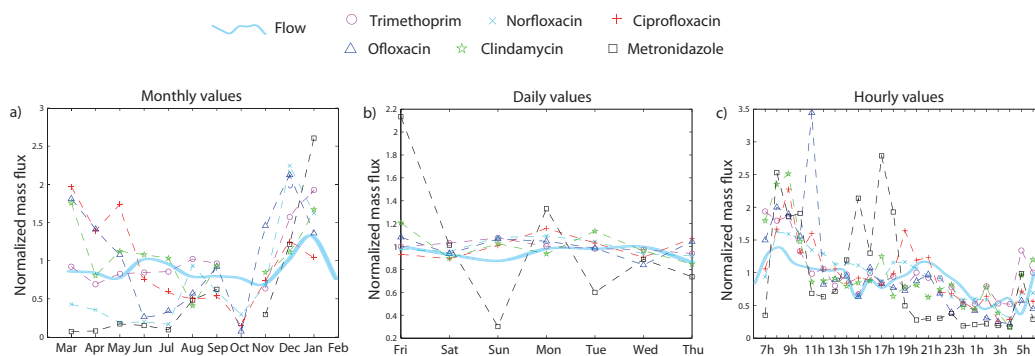 Flow
Trimethoprim
Norfloxacin
Ciprofloxacin
Ofloxacin
Clindamycin
Metronidazole
a)
Monthly values
Normalized mass flux
3
2.5
2
1.5
1
0.5
0
Mar Apr May Jun Jul Aug Sep Oct Nov Dec Jan Feb
b)
Daily values
Normalized mass flux
2.2
2
1.8
1.6
1.4
1.2
1
0.8
0.6
0.4
0.2
Fri Sat Sun Mon Tue Wed Thu
c)
Hourly values
Normalized mass flux
3.5
3
2.5
2
1.5
1
0.5
0
7h 9h 11h 13h 15h 17h 19h 21h 23h 1h 3h 5h